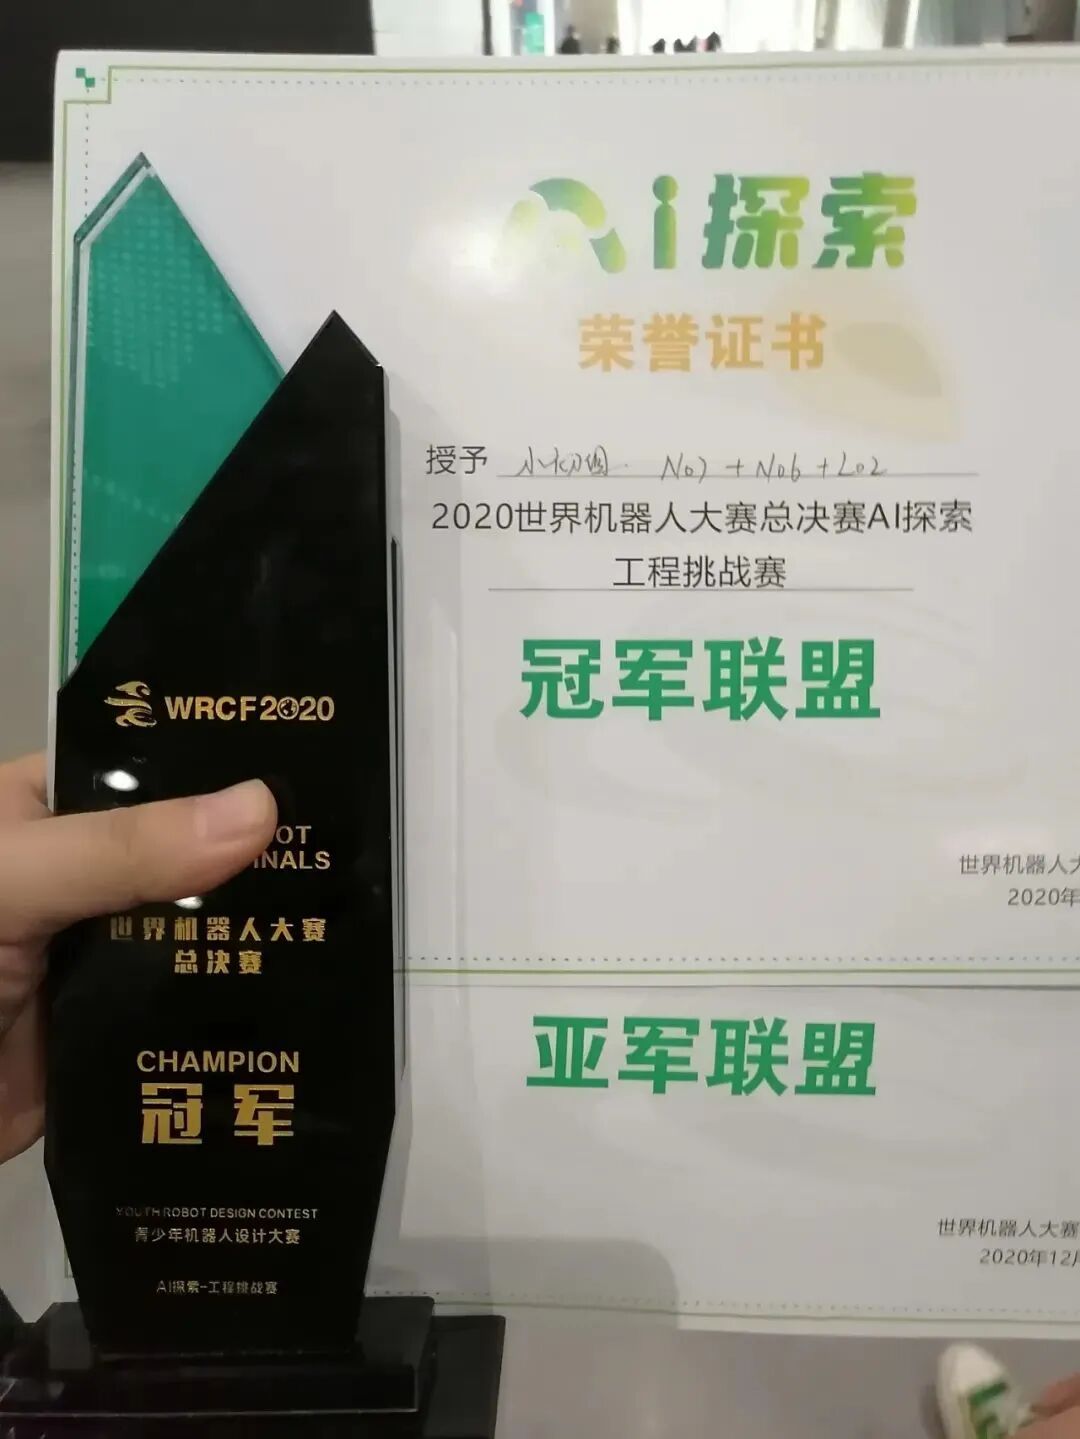 Ai探索
荣誉证书
授予 小初组. N07+N06+L02
2020世界机器人大赛总决赛AI探索
工程挑战赛
冠军联盟
世界机器人大
2020年
亚军联盟
世界机器人大赛
2020年12月
WRCF2020
OT
INALS
世界机器人大赛
总决赛
CHAMPION
冠军
YOUTH ROBOT DESIGN CONTEST
青少年机器人设计大赛
AI探索-工程挑战赛